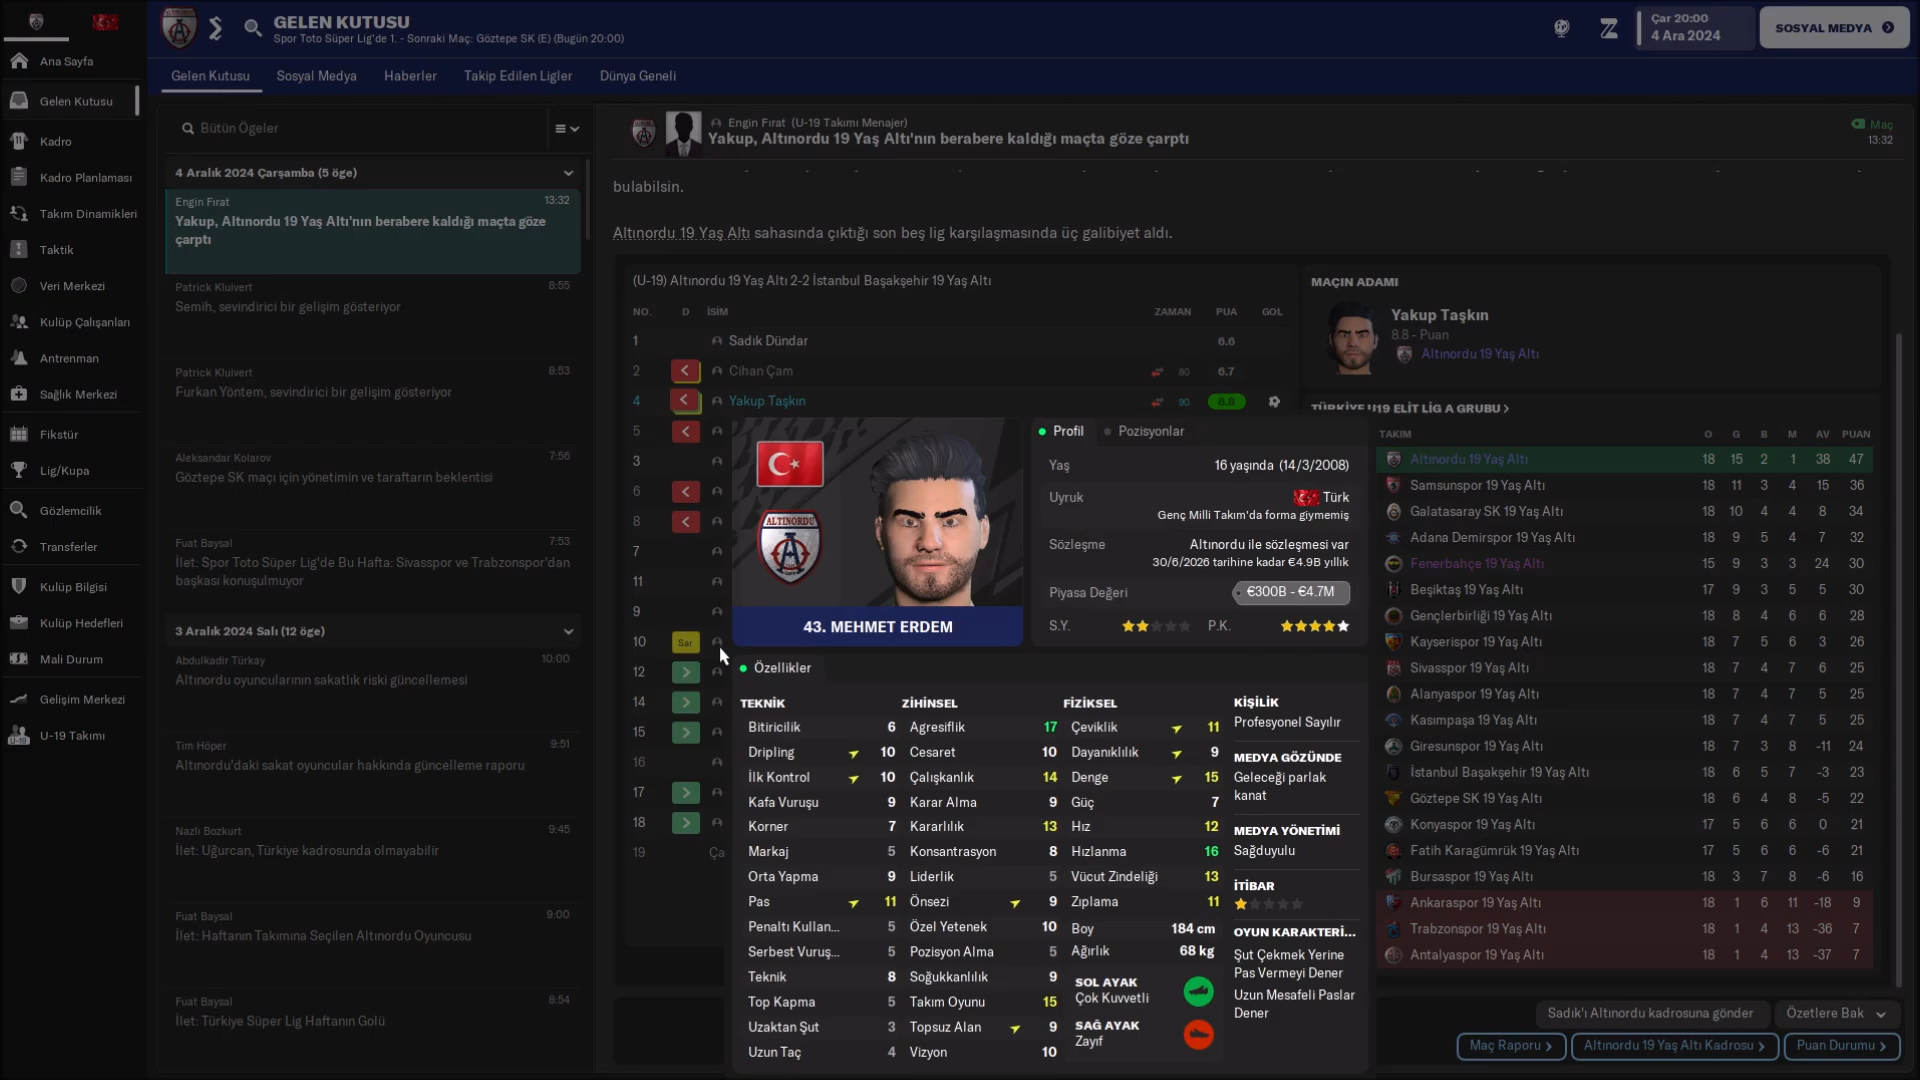 GELEN KUTUSU
Spor Toto Süper Lig'de 1. - Sonraki Maç: Göztepe SK (E) (Bugün 20:00)
Çar 20:00
4 Ara 2024
SOSYAL MEDYA
Gelen Kutusu
Sosyal Medya
Haberler
Takip Edilen Ligler
Dünya Geneli
Ana Sayfa
Gelen Kutusu
Kadro
Kadro Planlaması
Takım Dinamikleri
Taktik
Veri Merkezi
Kulüp Çalışanları
Antrenman
Sağlık Merkezi
Fikstür
Lig/Kupa
Gözlemcilik
Transferler
Kulüp Bilgisi
Kulüp Hedefleri
Mali Durum
Gelişim Merkezi
U-19 Takımı
Bütün Ögeler
4 Aralık 2024 Çarşamba (5 öge)
Engin Fırat 13:32
Yakup, Altınordu 19 Yaş Altı'nın berabere kaldığı maçta göze
çarptı
Patrick Kluivert 8:55
Semih, sevindirici bir gelişim gösteriyor
Patrick Kluivert 8:53
Furkan Yöntem, sevindirici bir gelişim gösteriyor
Aleksandar Kolarov 7:56
Göztepe SK maçı için yönetimin ve taraftarın beklentisi
Fuat Baysal 7:53
İlet: Spor Toto Süper Lig'de Bu Hafta: Sivasspor ve Trabzonspor'dan
başkası konuşulmuyor
3 Aralık 2024 Salı (12 öge)
Abdulkadir Türkay 10:00
Altınordu oyuncularının sakatlık riski güncellemesi
Tim Höper 9:51
Altınordu'daki sakat oyuncular hakkında güncelleme raporu
Nazlı Bozkurt 9:45
İlet: Uğurcan, Türkiye kadrosunda olmayabilir
Fuat Baysal 9:00
İlet: Haftanın Takımına Seçilen Altınordu Oyuncusu
Fuat Baysal 8:54
İlet: Türkiye Süper Lig Haftanın Golü
Engin Fırat (U-19 Takımı Menajer)
Yakup, Altınordu 19 Yaş Altı'nın berabere kaldığı maçta göze çarptı
Maç
13:32
bulabilsin.
Altınordu 19 Yaş Altı sahasında çıktığı son beş lig karşılaşmasında üç galibiyet aldı.
(U-19) Altınordu 19 Yaş Altı 2-2 İstanbul Başakşehir 19 Yaş Altı
NO. D İSİM ZAMAN PUA GOL
1 Sadık Dündar 6.6
2 Cihan Çam 80 6.7
4 Yakup Taşkın 90 8.8
5
3
6
8
7
11
9
10 Sar
12
14
15
16
17
18
19 Ça
MAÇIN ADAMI
Yakup Taşkın
8.8 - Puan
Altınordu 19 Yaş Altı
ALTINORDU
43. MEHMET ERDEM
Profil
Pozisyonlar
Yaş 16 yaşında (14/3/2008)
Uyruk Türk
Genç Milli Takım'da forma giymemiş
Sözleşme Altınordu ile sözleşmesi var
30/6/2026 tarihine kadar €4.9B yıllık
Piyasa Değeri €300B - €4.7M
S.Y. P.K.
Özellikler
TEKNİK
Bitiricilik 6
Dripling 10
İlk Kontrol 10
Kafa Vuruşu 9
Korner 7
Markaj 5
Orta Yapma 9
Pas 11
Penaltı Kullan... 5
Serbest Vuruş... 5
Teknik 8
Top Kapma 5
Uzaktan Şut 3
Uzun Taç 4
ZİHİNSEL
Agresiflik 17
Cesaret 10
Çalışkanlık 14
Karar Alma 9
Kararlılık 13
Konsantrasyon 8
Liderlik 5
Önsezi 9
Özel Yetenek 10
Pozisyon Alma 5
Soğukkanlılık 9
Takım Oyunu 15
Topsuz Alan 9
Vizyon 10
FİZİKSEL
Çeviklik 11
Dayanıklılık 9
Denge 15
Güç 7
Hız 12
Hızlanma 16
Vücut Zindeliği 13
Zıplama 11
Boy 184 cm
Ağırlık 68 kg
SOL AYAK
Çok Kuvvetli
SAĞ AYAK
Zayıf
KİŞİLİK
Profesyonel Sayılır
MEDYA GÖZÜNDE
Geleceği parlak
kanat
MEDYA YÖNETİMİ
Sağduyulu
İTİBAR
OYUN KARAKTERİ...
Şut Çekmek Yerine
Pas Vermeyi Dener
Uzun Mesafeli Paslar
Dener
TÜRKİYE U19 ELİT LİG A GRUBU
TAKIM O G B M AV PUAN
Altınordu 19 Yaş Altı 18 15 2 1 38 47
Samsunspor 19 Yaş Altı 18 11 3 4 15 36
Galatasaray SK 19 Yaş Altı 18 10 4 4 8 34
Adana Demirspor 19 Yaş Altı 18 9 5 4 7 32
Fenerbahçe 19 Yaş Altı 15 9 3 3 24 30
Beşiktaş 19 Yaş Altı 17 9 3 5 5 30
Gençlerbirliği 19 Yaş Altı 18 8 4 6 6 28
Kayserispor 19 Yaş Altı 18 7 5 6 3 26
Sivasspor 19 Yaş Altı 18 7 4 7 6 25
Alanyaspor 19 Yaş Altı 18 7 4 7 5 25
Kasımpaşa 19 Yaş Altı 18 7 4 7 5 25
Giresunspor 19 Yaş Altı 18 7 3 8 -11 24
İstanbul Başakşehir 19 Yaş Altı 18 6 5 7 -3 23
Göztepe SK 19 Yaş Altı 18 6 4 8 -5 22
Konyaspor 19 Yaş Altı 17 5 6 6 0 21
Fatih Karagümrük 19 Yaş Altı 17 5 6 6 -6 21
Bursaspor 19 Yaş Altı 18 3 7 8 -6 16
Ankaraspor 19 Yaş Altı 18 1 6 11 -18 9
Trabzonspor 19 Yaş Altı 18 1 4 13 -36 7
Antalyaspor 19 Yaş Altı 18 1 4 13 -37 7
Sadık'ı Altınordu kadrosuna gönder
Özetlere Bak
Maç Raporu
Altınordu 19 Yaş Altı Kadrosu
Puan Durumu